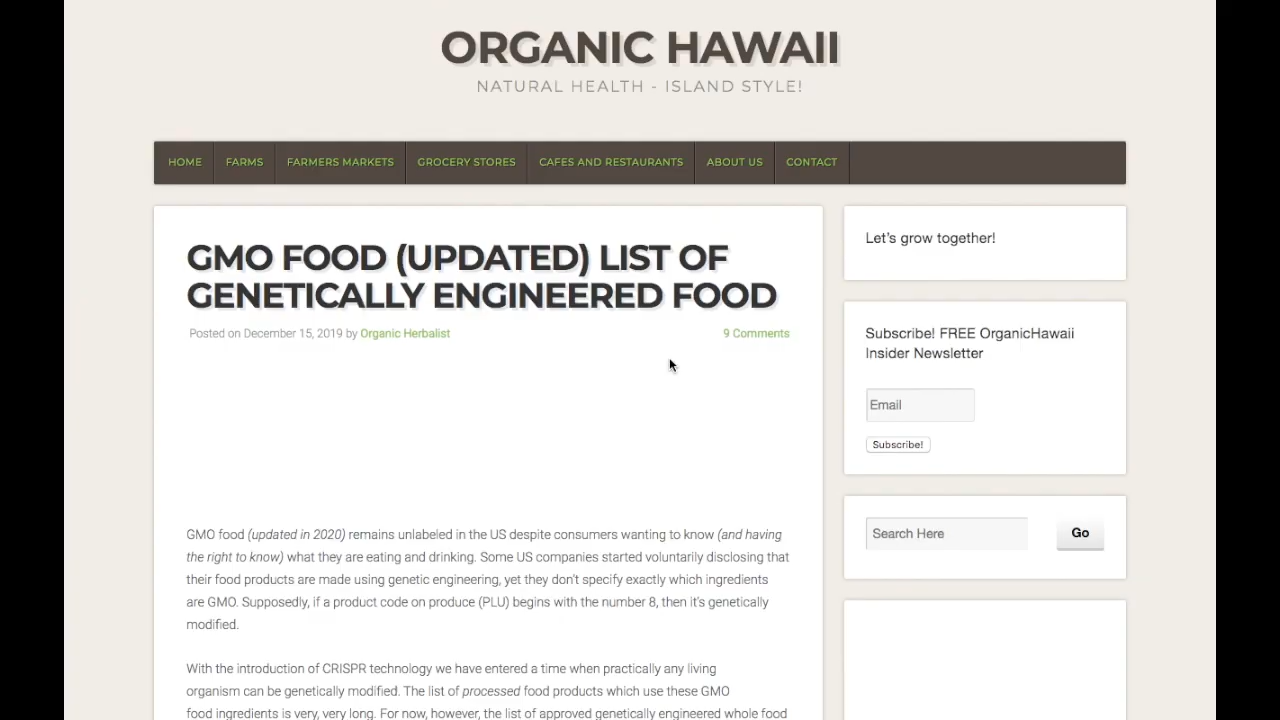 ORGANIC HAWAII
NATURAL HEALTH - ISLAND STYLE!
HOME FARMS FARMERS MARKETS GROCERY STORES CAFES AND RESTAURANTS ABOUT US CONTACT
GMO FOOD (UPDATED) LIST OF
GENETICALLY ENGINEERED FOOD
Posted on December 15, 2019 by Organic Herbalist 9 Comments
GMO food (updated in 2020) remains unlabeled in the US despite consumers wanting to know (and having
the right to know) what they are eating and drinking. Some US companies started voluntarily disclosing that
their food products are made using genetic engineering, yet they don't specify exactly which ingredients
are GMO. Supposedly, if a product code on produce (PLU) begins with the number 8, then it's genetically
modified.
With the introduction of CRISPR technology we have entered a time when practically any living
organism can be genetically modified. The list of processed food products which use these GMO
food ingredients is very, very long. For now, however, the list of approved genetically engineered whole food
Let's grow together!
Subscribe! FREE OrganicHawaii
Insider Newsletter
Email
Subscribe!
Search Here Go